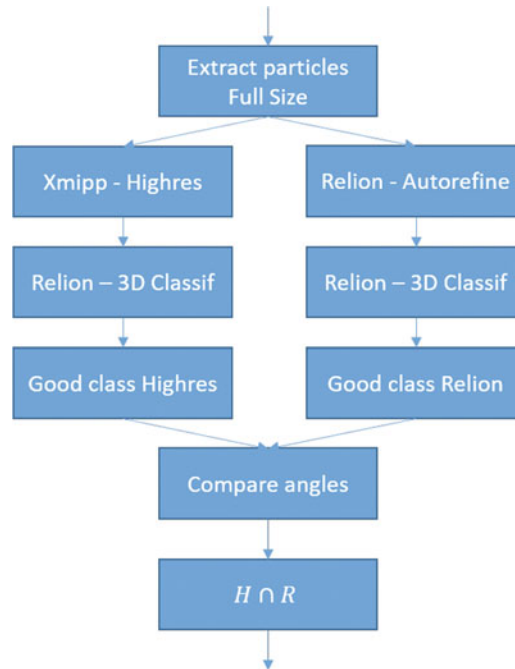 Extract particles
Full Size
Xmipp - Highres
Relion - Autorefine
Relion – 3D Classif
Relion – 3D Classif
Good class Highres
Good class Relion
Compare angles
H ∩ R